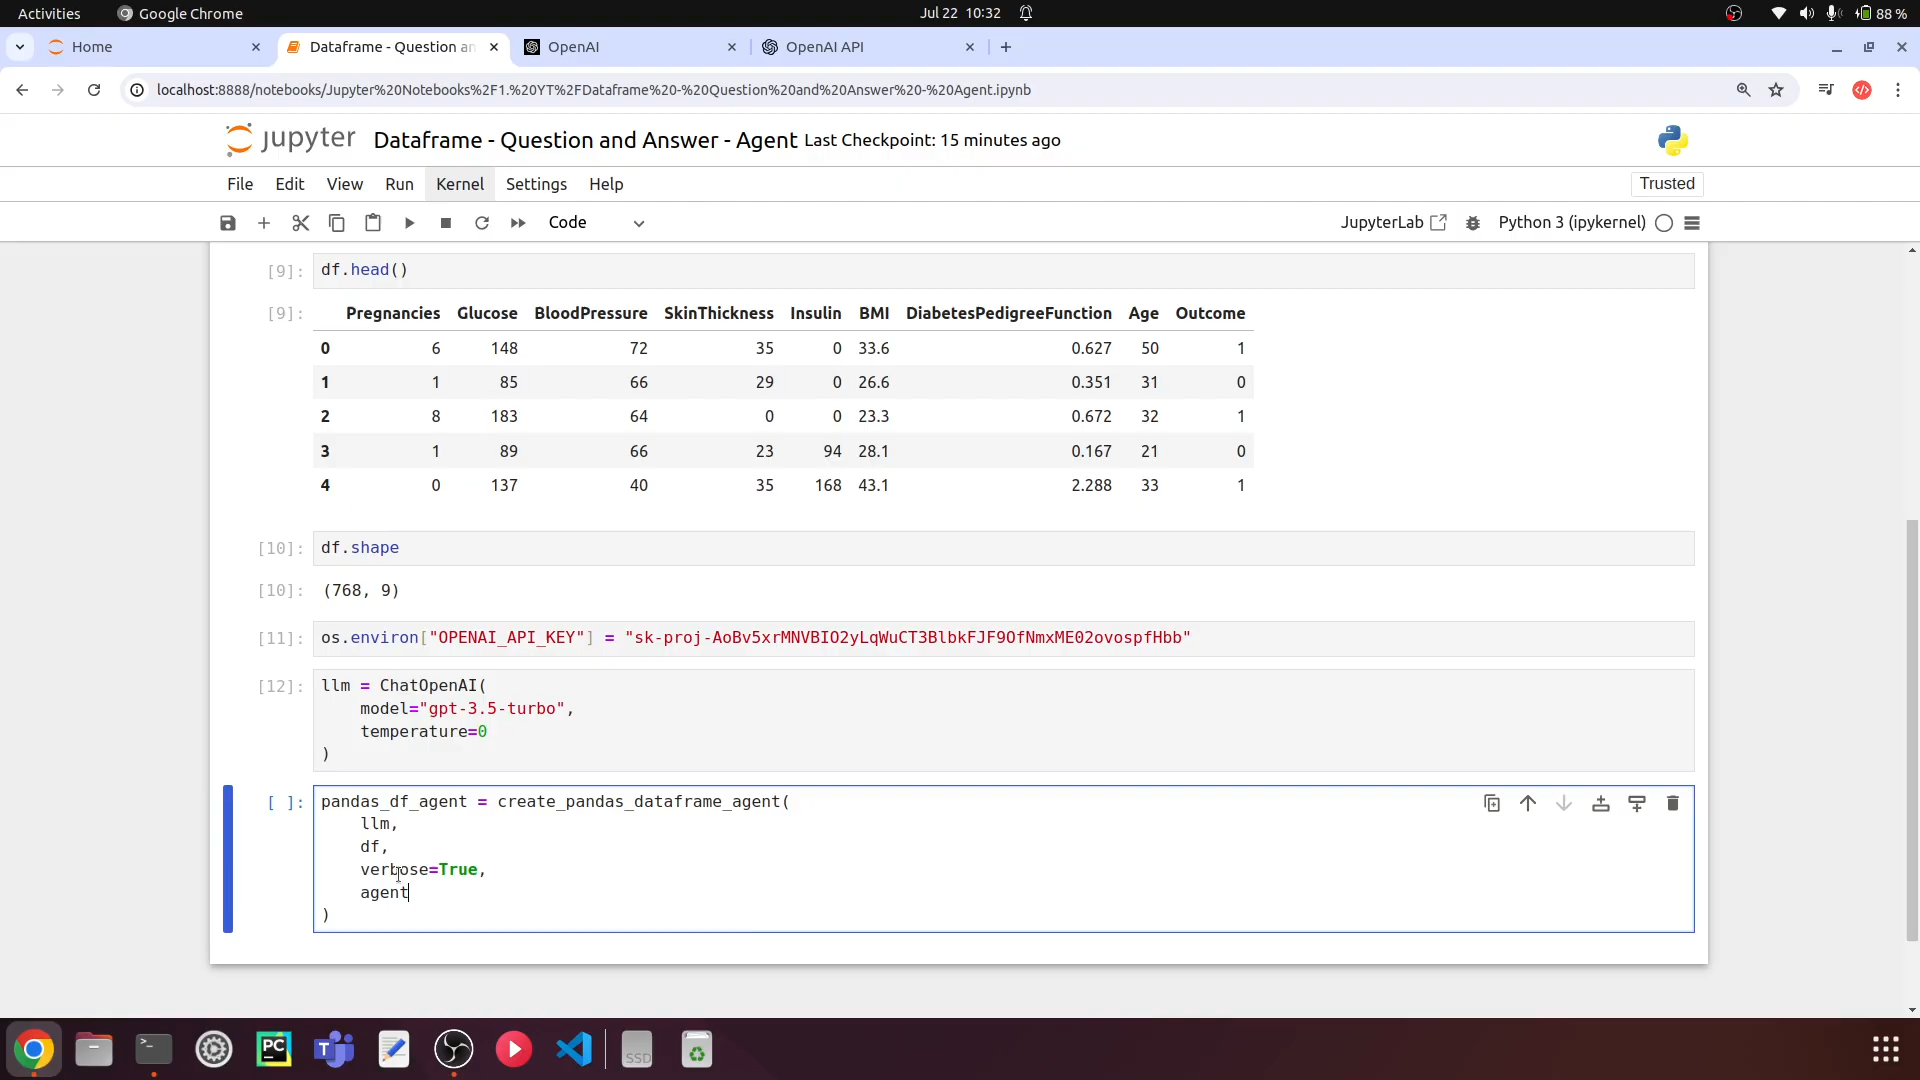 Activities Google Chrome Jul 22 10:32 88 %
Home Dataframe - Question an OpenAI OpenAI API
localhost:8888/notebooks/Jupyter%20Notebooks%2F1.%20YT%2FDataframe%20-%20Question%20and%20Answer%20-%20Agent.ipynb
jupyter Dataframe - Question and Answer - Agent Last Checkpoint: 15 minutes ago
File Edit View Run Kernel Settings Help Trusted
Code JupyterLab Python 3 (ipykernel)
[9]: df.head()
[9]: Pregnancies Glucose BloodPressure SkinThickness Insulin BMI DiabetesPedigreeFunction Age Outcome
0 6 148 72 35 0 33.6 0.627 50 1
1 1 85 66 29 0 26.6 0.351 31 0
2 8 183 64 0 0 23.3 0.672 32 1
3 1 89 66 23 94 28.1 0.167 21 0
4 0 137 40 35 168 43.1 2.288 33 1
[10]: df.shape
[10]: (768, 9)
[11]: os.environ["OPENAI_API_KEY"] = "sk-proj-AoBv5xrMNVBIO2yLqWuCT3BlbkFJF9OfNmxME02ovospfHbb"
[12]: llm = ChatOpenAI(
model="gpt-3.5-turbo",
temperature=0
)
[ ]: pandas_df_agent = create_pandas_dataframe_agent(
llm,
df,
verbose=True,
agent
)
PC
SSD